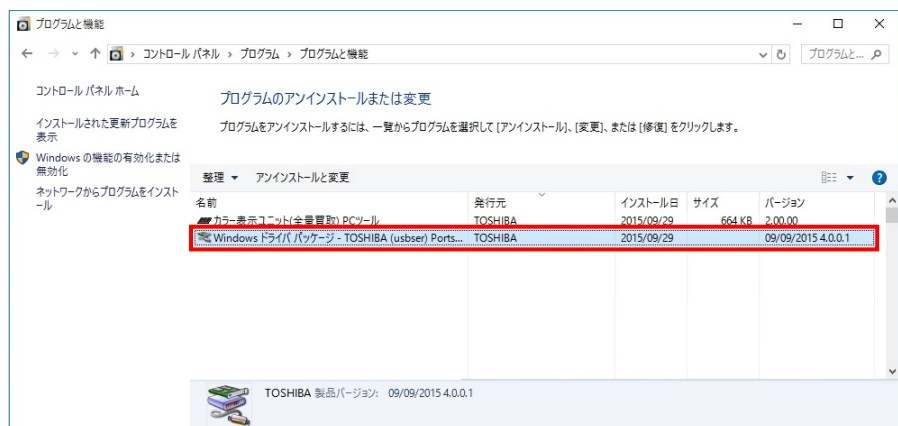 プログラムと機能
コントロール パネル › プログラム › プログラムと機能
プログラムと...
コントロール パネル ホーム
インストールされた更新プログラムを
表示
Windows の機能の有効化または
無効化
ネットワークからプログラムをインスト
ール
プログラムのアンインストールまたは変更
プログラムをアンインストールするには、一覧からプログラムを選択して [アンインストール]、[変更]、または [修復] をクリックします。
整理 ▼ アンインストールと変更
名前 発行元 インストール日 サイズ バージョン
カラー表示ユニット(全量買取) PCツール TOSHIBA 2015/09/29 664 KB 2.00.00
Windows ドライバ パッケージ - TOSHIBA (usbser) Ports... TOSHIBA 2015/09/29 09/09/2015 4.0.0.1
TOSHIBA 製品バージョン: 09/09/2015 4.0.0.1